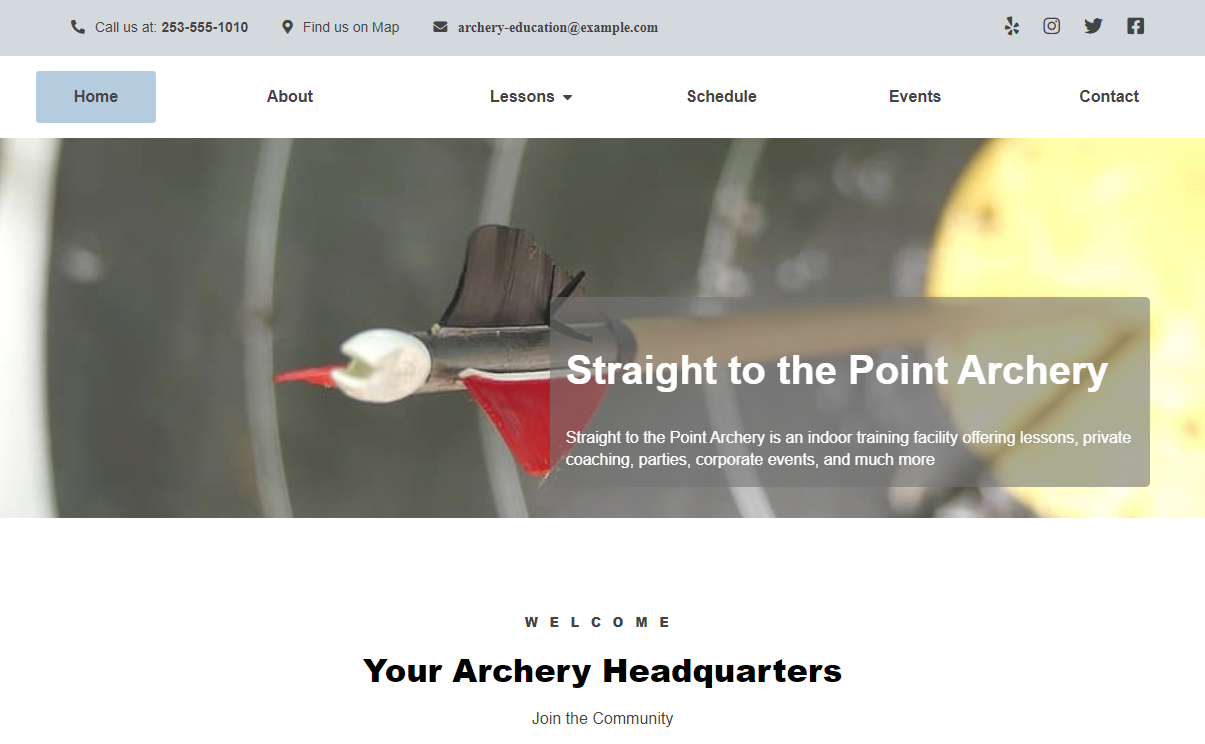 Call us at: 253-555-1010
Find us on Map
archery-education@example.com
Home
About
Lessons
Schedule
Events
Contact
Straight to the Point Archery
Straight to the Point Archery is an indoor training facility offering lessons, private
coaching, parties, corporate events, and much more
WELCOME
Your Archery Headquarters
Join the Community